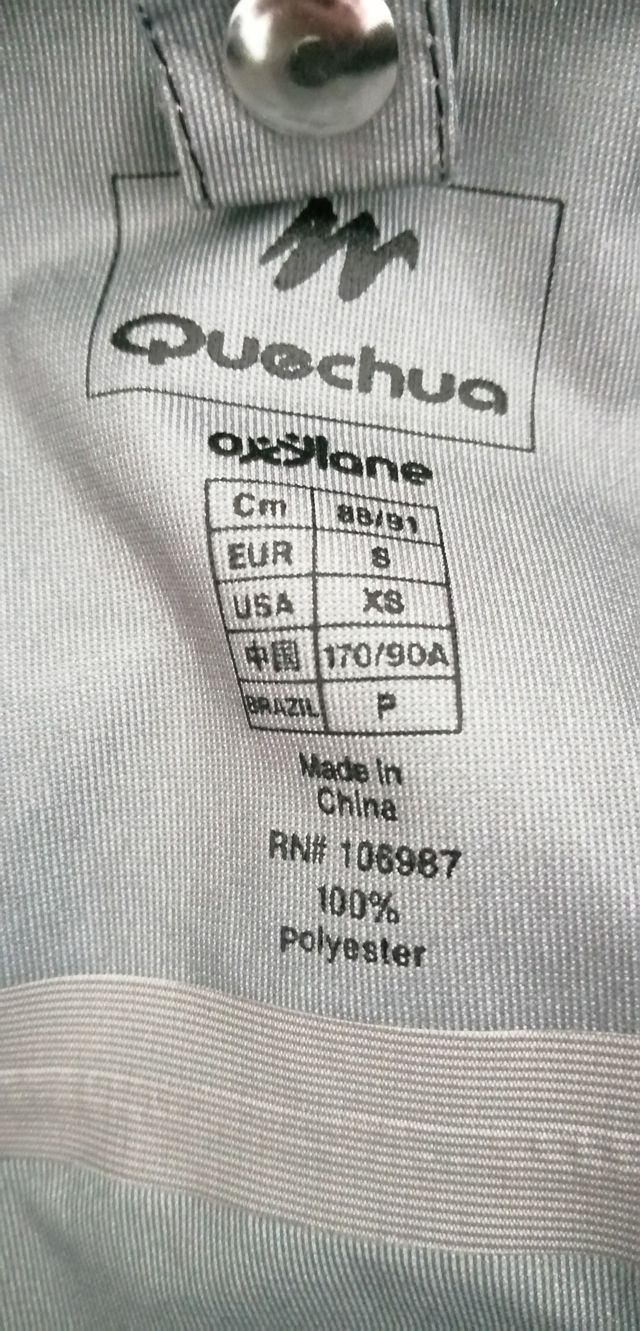 Quechua
oxylane
Cm 88/91
EUR S
USA XS
中国 170/90A
BRAZIL P
Made in
China
RN# 106987
100%
Polyester